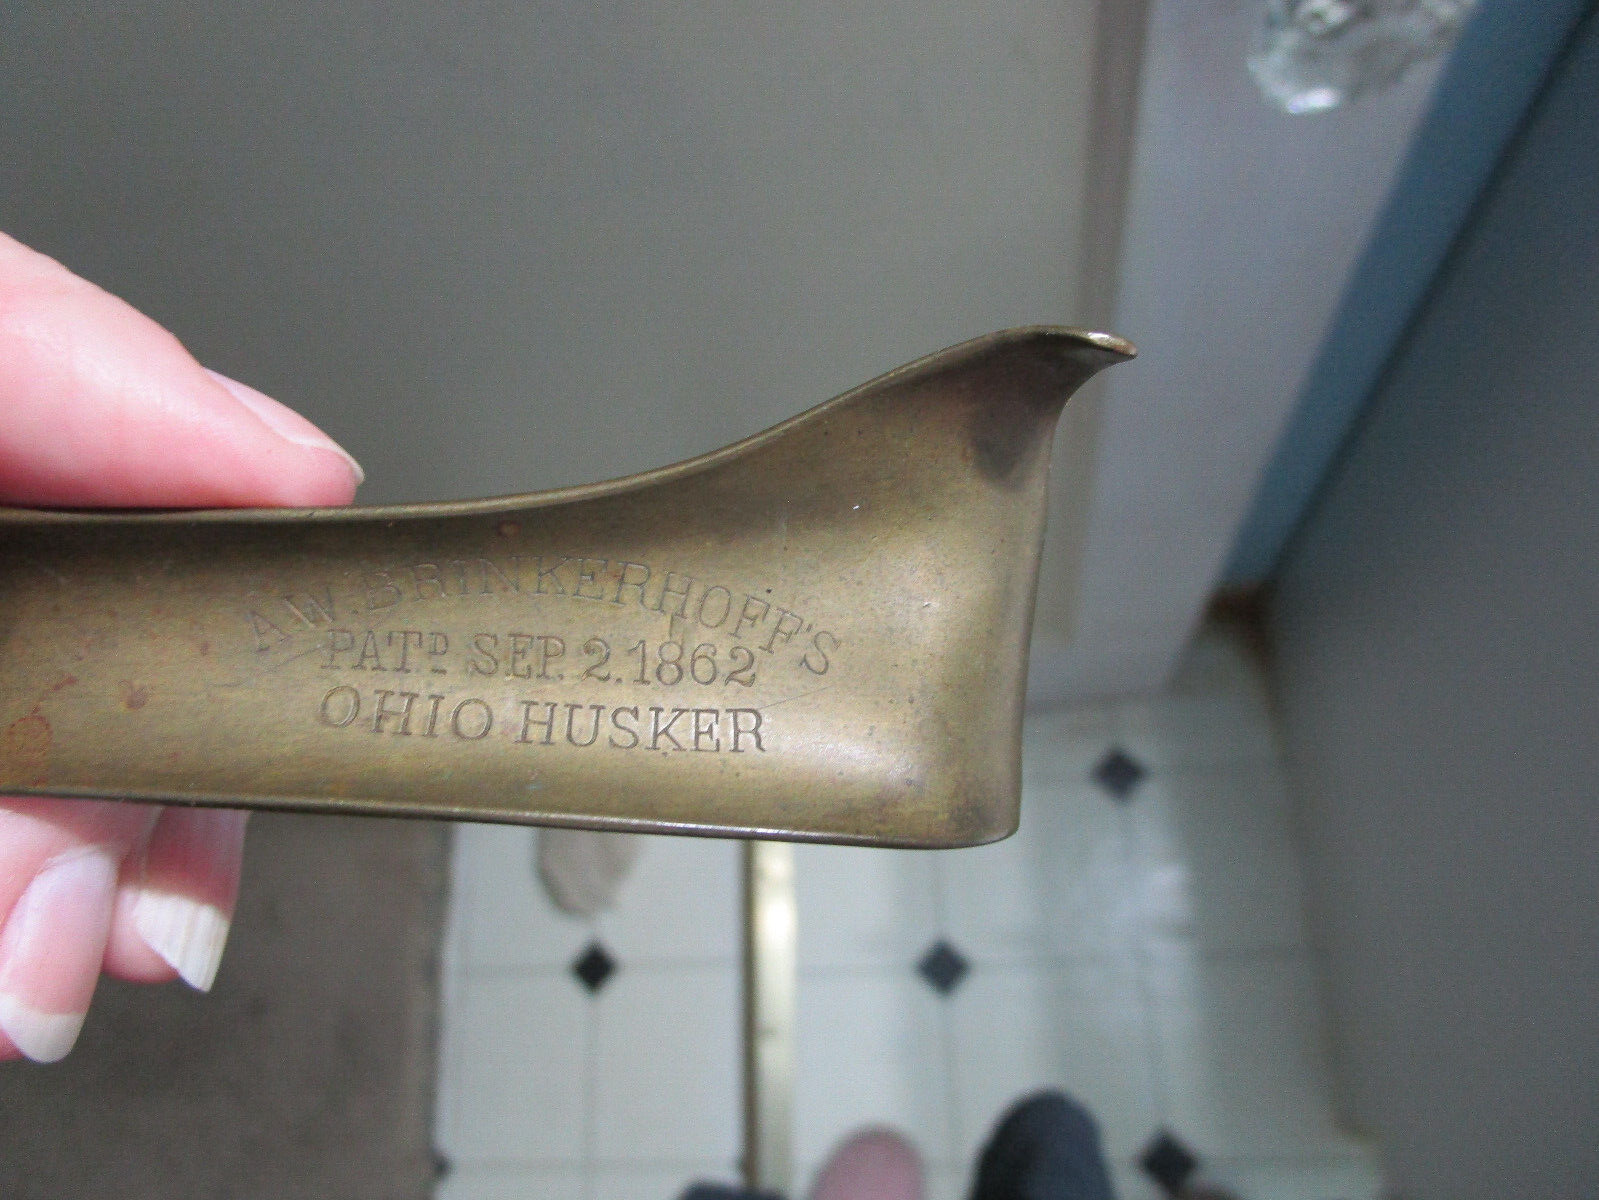 A.W. BRINKERHOFF'S
PAT'D SEP. 2. 1862
OHIO HUSKER